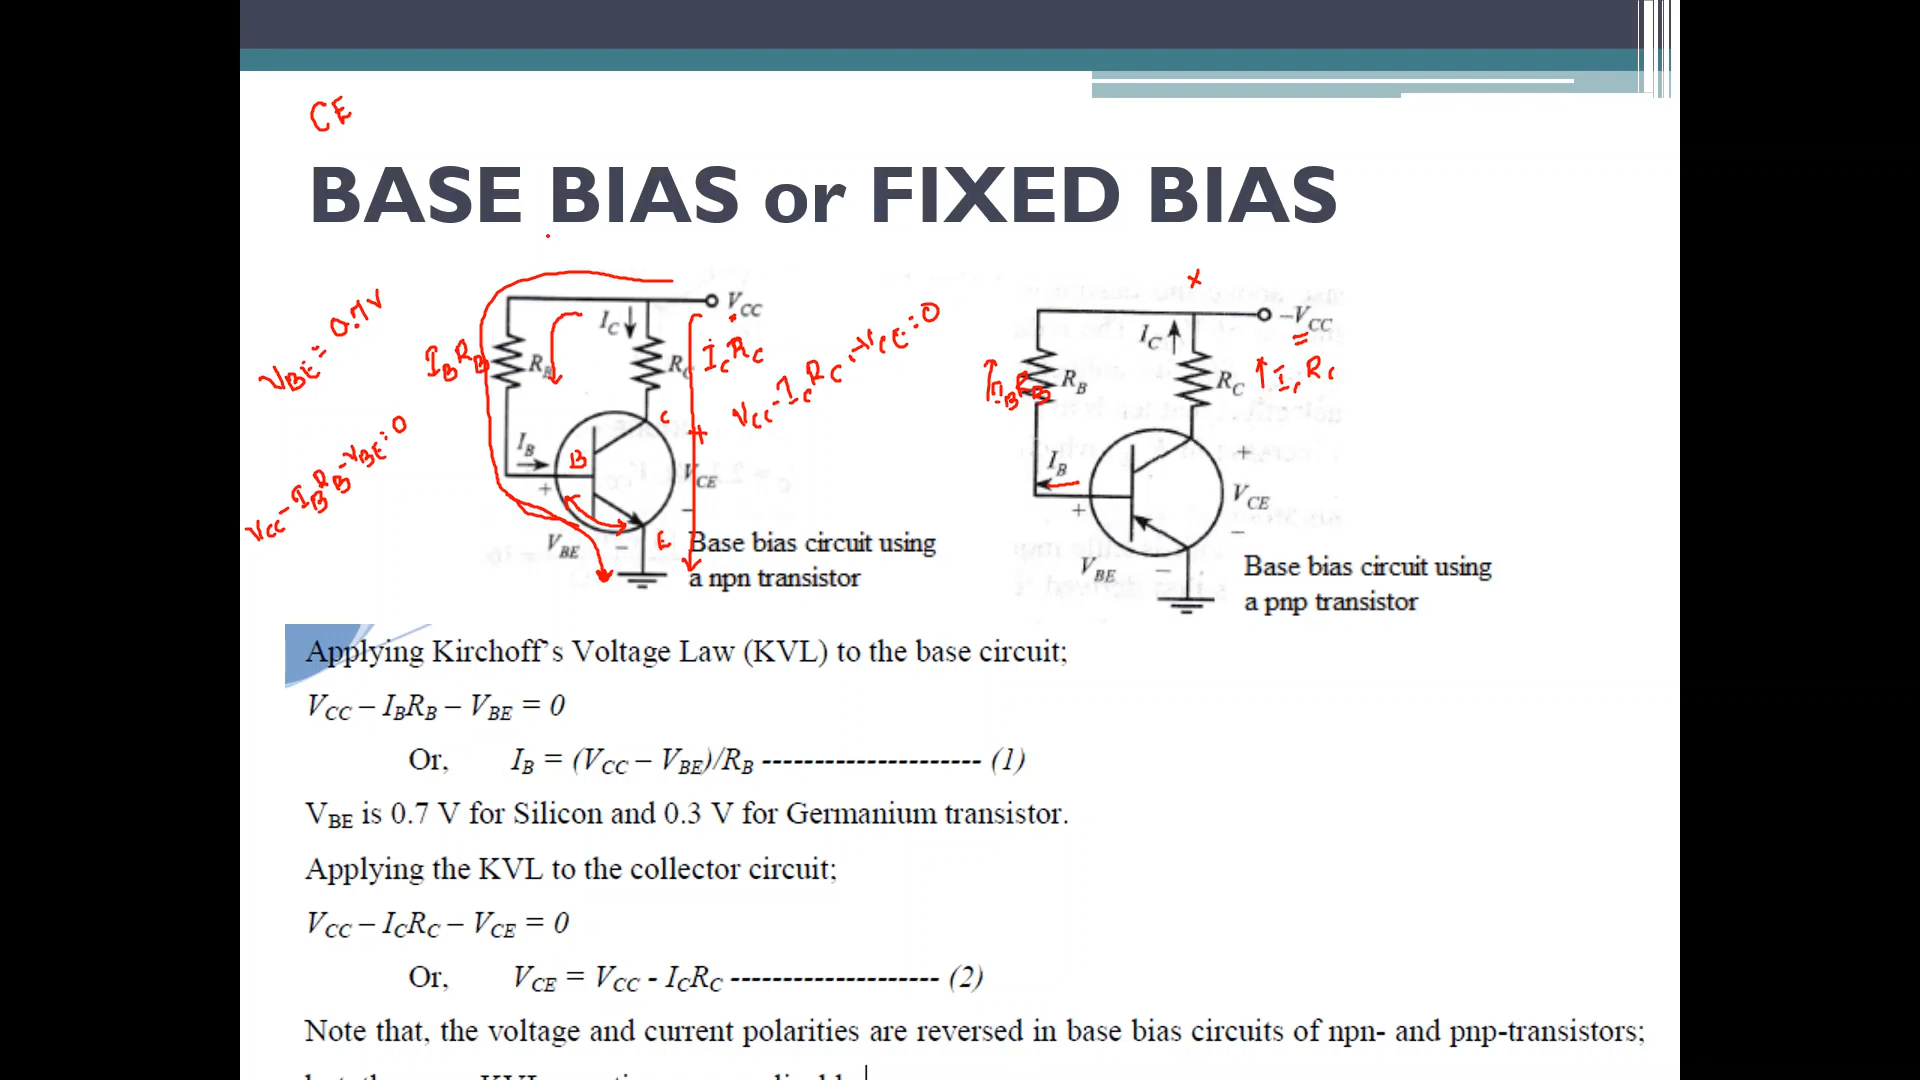 CE
BASE BIAS or FIXED BIAS
VBE = 0.7V
IBRB
RB
IC
VCC
RC
ICRC
VCC - ICRC - VCE = 0
VCC - IBRB - VBE = 0
IB
B
C
E
+
+
VCE
–
VBE
–
Base bias circuit using
a npn transistor
x
–VCC
IC
RB
IBRB
RC
ICRC
IB
+
+
VCE
–
VBE
–
Base bias circuit using
a pnp transistor
Applying Kirchoff's Voltage Law (KVL) to the base circuit;
VCC – IBRB – VBE = 0
Or, IB = (VCC – VBE)/RB --------------------- (1)
VBE is 0.7 V for Silicon and 0.3 V for Germanium transistor.
Applying the KVL to the collector circuit;
VCC – ICRC – VCE = 0
Or, VCE = VCC - ICRC -------------------- (2)
Note that, the voltage and current polarities are reversed in base bias circuits of npn- and pnp-transistors;